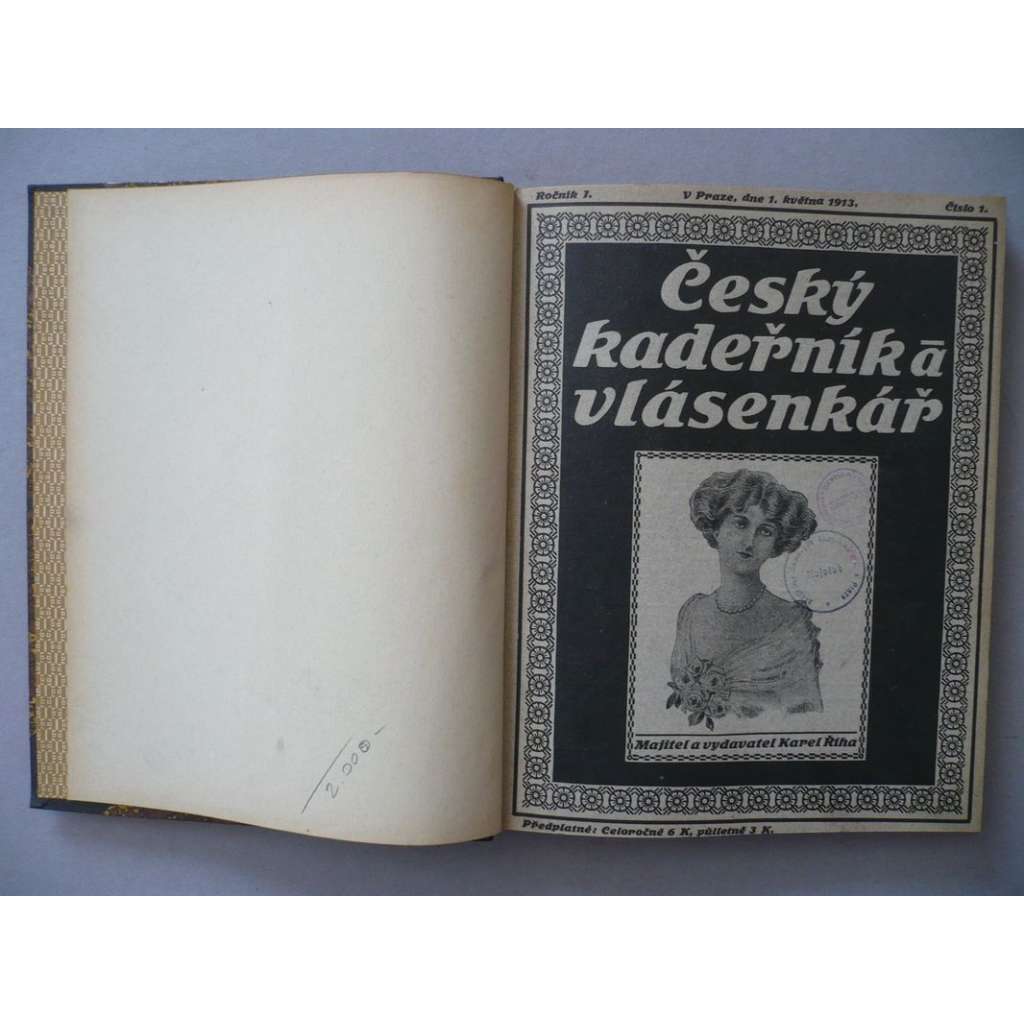 2.000.-
Ročník I. V Praze, dne 1. května 1913. Číslo 1.
Český
kadeřník a
vlásenkář
Majitel a vydavatel Karel Říha
Předplatné: Celoročně 6 K, půlletně 3 K.